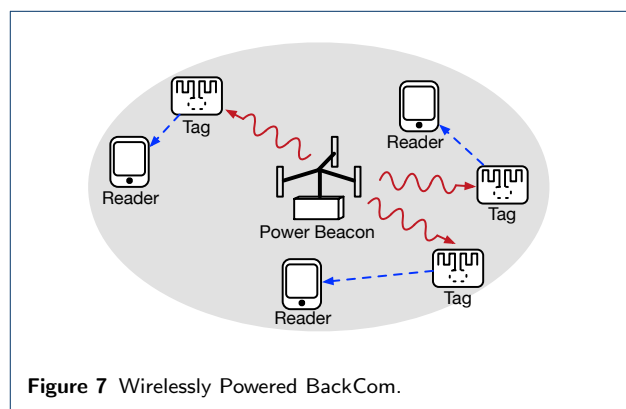 Tag
Reader
Reader
Tag
Power Beacon
Tag
Reader
Figure 7 Wirelessly Powered BackCom.